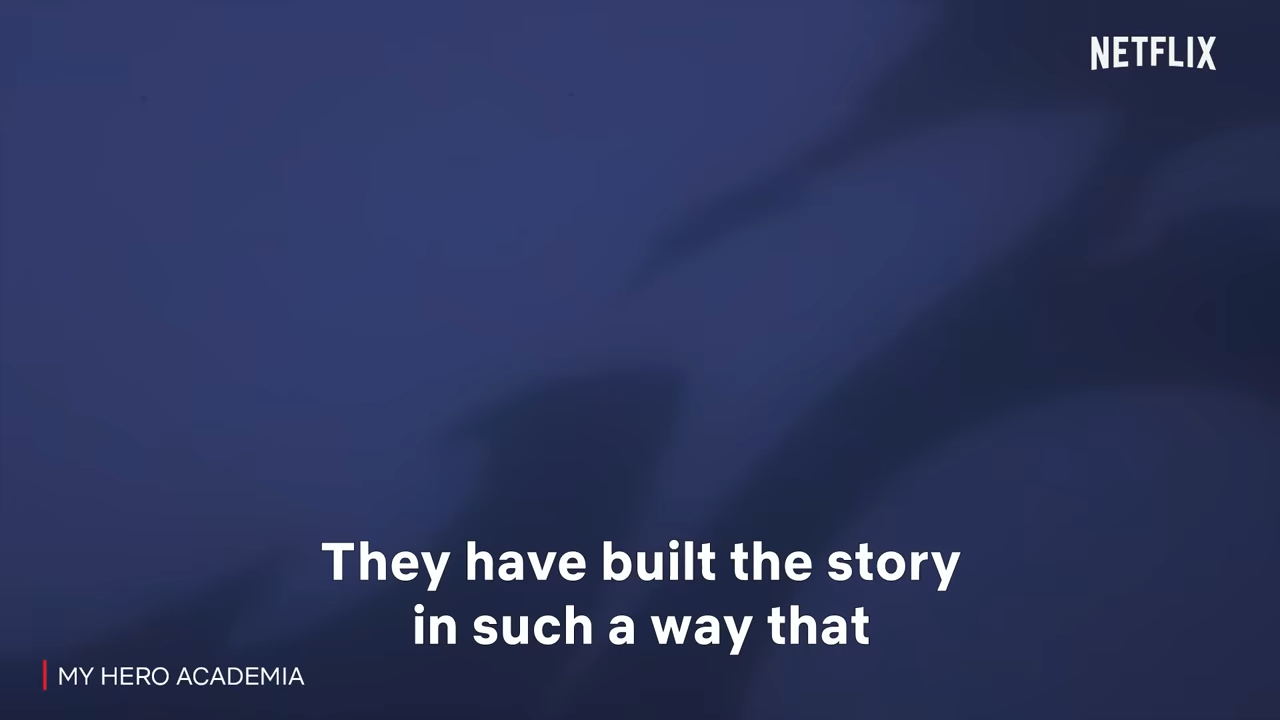 NETFLIX
They have built the story
in such a way that
MY HERO ACADEMIA